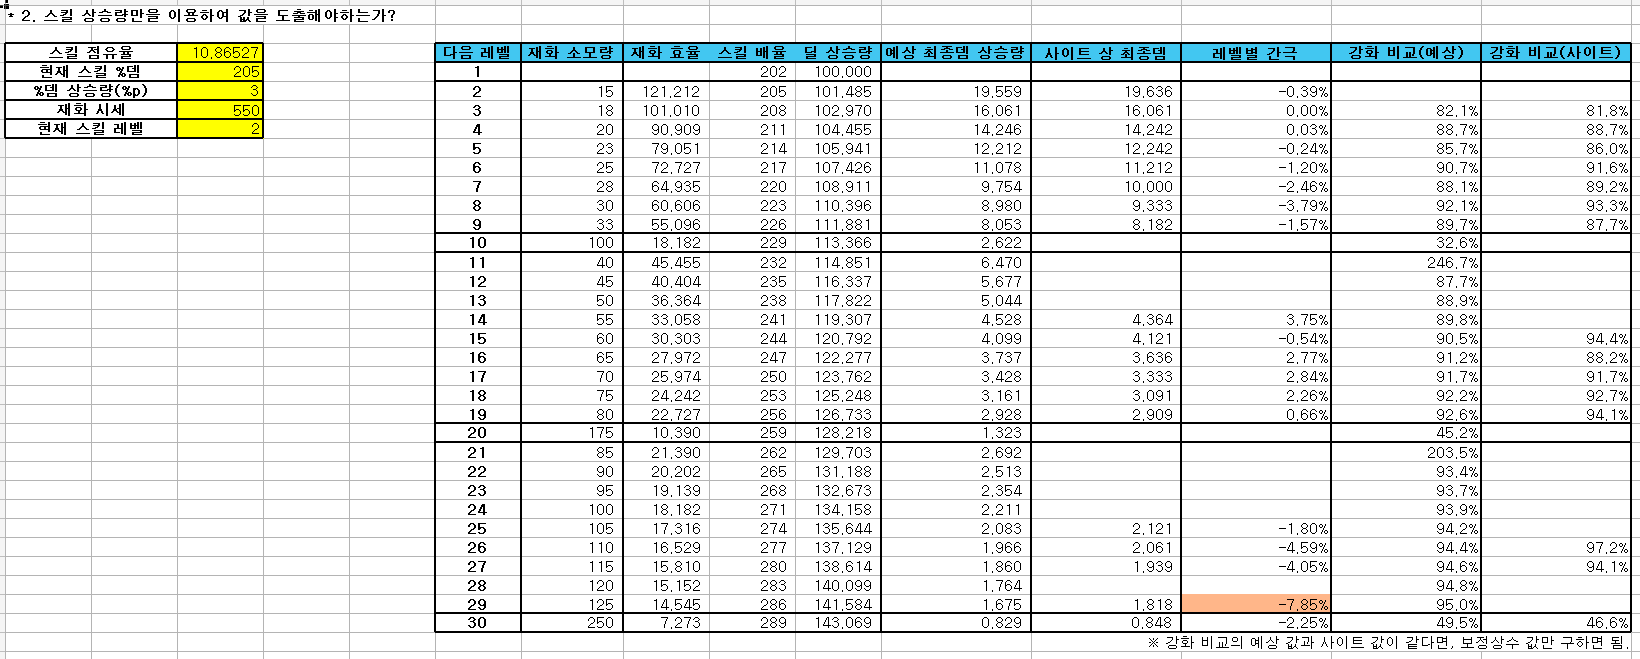 * 2. 스킬 상승량만을 이용하여 값을 도출해야하는가?
스킬 점유율 10.86527
현재 스킬 %뎀 205
%뎀 상승량(%p) 3
재화 시세 550
현재 스킬 레벨 2
다음 레벨 재화 소모량 재화 효율 스킬 배율 딜 상승량 예상 최종뎀 상승량 사이트 상 최종뎀 레벨별 간극 강화 비교(예상) 강화 비교(사이트)
1 202 100.000
2 15 121.212 205 101.485 19.559 19.636 -0.39%
3 18 101.010 208 102.970 16.061 16.061 0.00% 82.1% 81.8%
4 20 90.909 211 104.455 14.246 14.242 0.03% 88.7% 88.7%
5 23 79.051 214 105.941 12.212 12.242 -0.24% 85.7% 86.0%
6 25 72.727 217 107.426 11.078 11.212 -1.20% 90.7% 91.6%
7 28 64.935 220 108.911 9.754 10.000 -2.46% 88.1% 89.2%
8 30 60.606 223 110.396 8.980 9.333 -3.79% 92.1% 93.3%
9 33 55.096 226 111.881 8.053 8.182 -1.57% 89.7% 87.7%
10 100 18.182 229 113.366 2.622 32.6%
11 40 45.455 232 114.851 6.470 246.7%
12 45 40.404 235 116.337 5.677 87.7%
13 50 36.364 238 117.822 5.044 88.9%
14 55 33.058 241 119.307 4.528 4.364 3.75% 89.8%
15 60 30.303 244 120.792 4.099 4.121 -0.54% 90.5% 94.4%
16 65 27.972 247 122.277 3.737 3.636 2.77% 91.2% 88.2%
17 70 25.974 250 123.762 3.428 3.333 2.84% 91.7% 91.7%
18 75 24.242 253 125.248 3.161 3.091 2.26% 92.2% 92.7%
19 80 22.727 256 126.733 2.928 2.909 0.66% 92.6% 94.1%
20 175 10.390 259 128.218 1.323 45.2%
21 85 21.390 262 129.703 2.692 203.5%
22 90 20.202 265 131.188 2.513 93.4%
23 95 19.139 268 132.673 2.354 93.7%
24 100 18.182 271 134.158 2.211 93.9%
25 105 17.316 274 135.644 2.083 2.121 -1.80% 94.2%
26 110 16.529 277 137.129 1.966 2.061 -4.59% 94.4% 97.2%
27 115 15.810 280 138.614 1.860 1.939 -4.05% 94.6% 94.1%
28 120 15.152 283 140.099 1.764 94.8%
29 125 14.545 286 141.584 1.675 1.818 -7.85% 95.0%
30 250 7.273 289 143.069 0.829 0.848 -2.25% 49.5% 46.6%
※ 강화 비교의 예상 값과 사이트 값이 같다면, 보정상수 값만 구하면 됨.